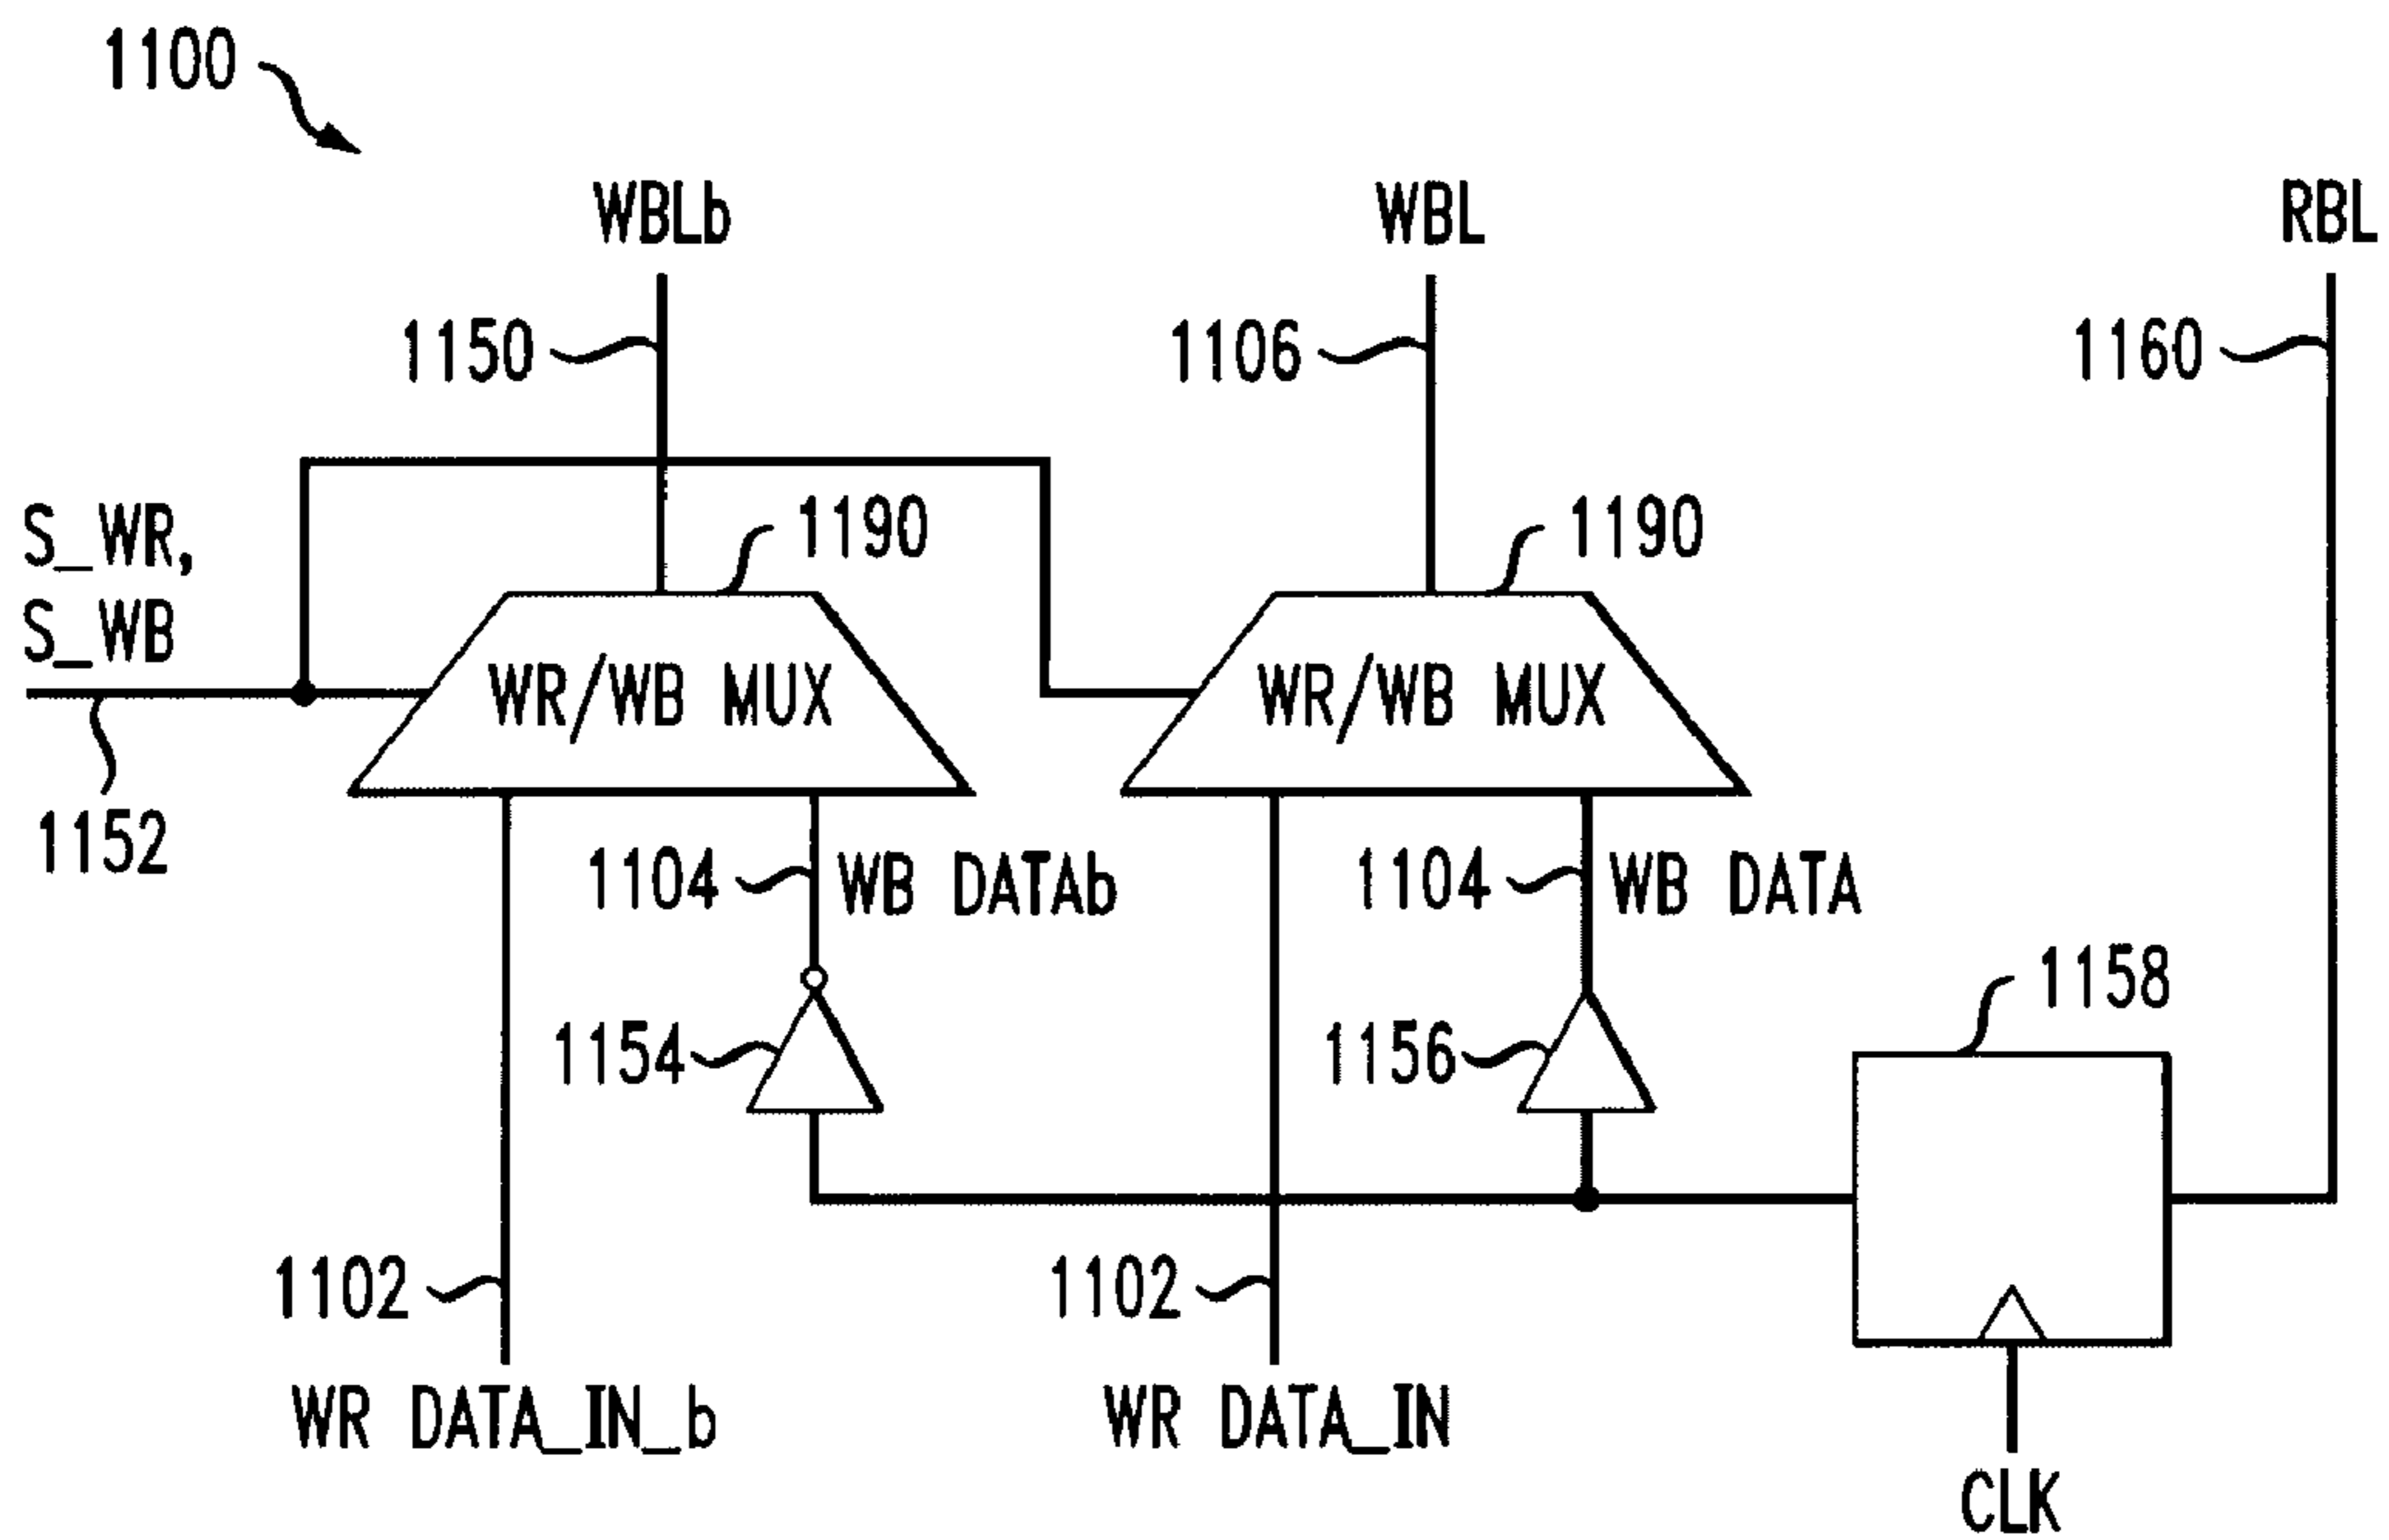 1100
WBLb
WBL
RBL
1150
1106
1160
S_WR,
S_WB
1190
1190
WR/WB MUX
WR/WB MUX
1152
1104
WB DATAb
1104
WB DATA
1158
1154
1156
1102
1102
WR DATA_IN_b
WR DATA_IN
CLK